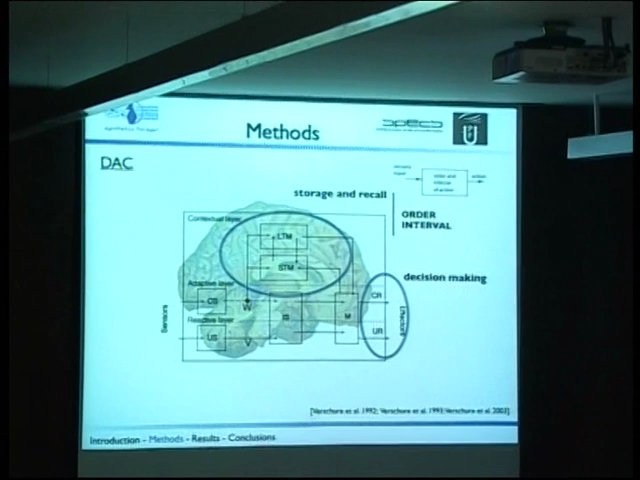 Methods
specs
DAC
storage and recall
ORDER
INTERVAL
Contextual layer
LTM
STM
decision making
Adaptive layer
CS
W
CR
Sensors
IS
M
Effectors
Reactive layer
US
V
UR
[Verschure et al. 1992; Verschure et al. 1993; Verschure et al. 2003]
Introduction - Methods - Results - Conclusions